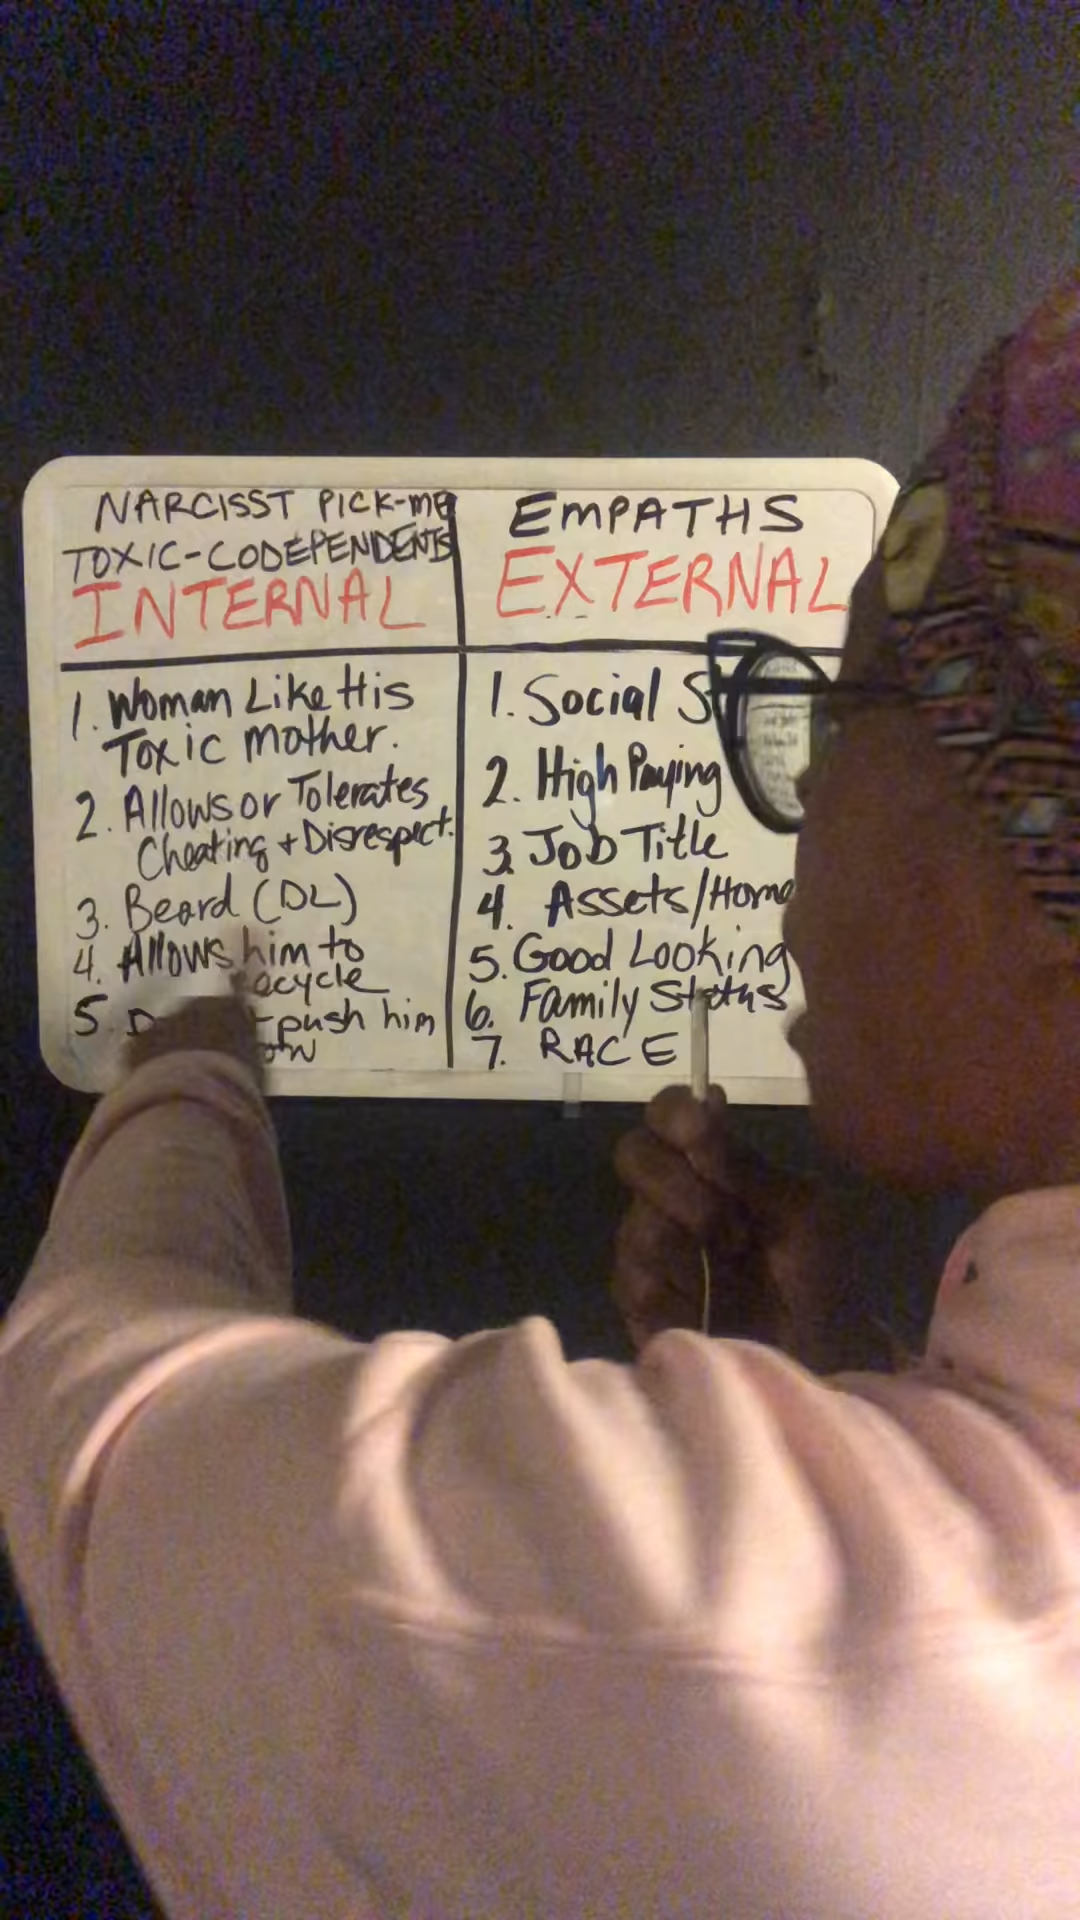 NARCISST PICK-ME
TOXIC-CODEPENDENTS
INTERNAL
1. Woman Like His
Toxic mother.
2. Allows or Tolerates
Cheating + Disrespect.
3. Beard (DL)
4. Allows him to
5. push him
EMPATHS
EXTERNAL
1. Social
2. High Paying
3. Job Title
4. Assets/Home
5. Good Looking
6. Family Status
7. RACE